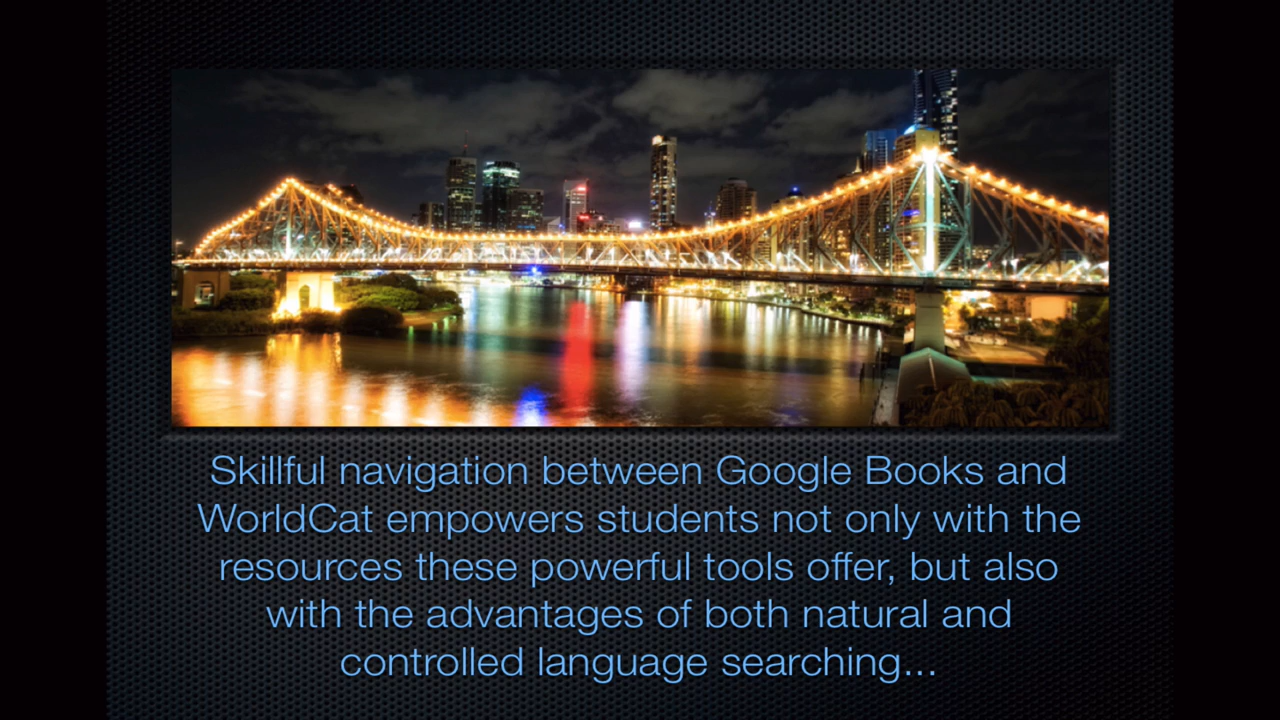 Skillful navigation between Google Books and
WorldCat empowers students not only with the
resources these powerful tools offer, but also
with the advantages of both natural and
controlled language searching...